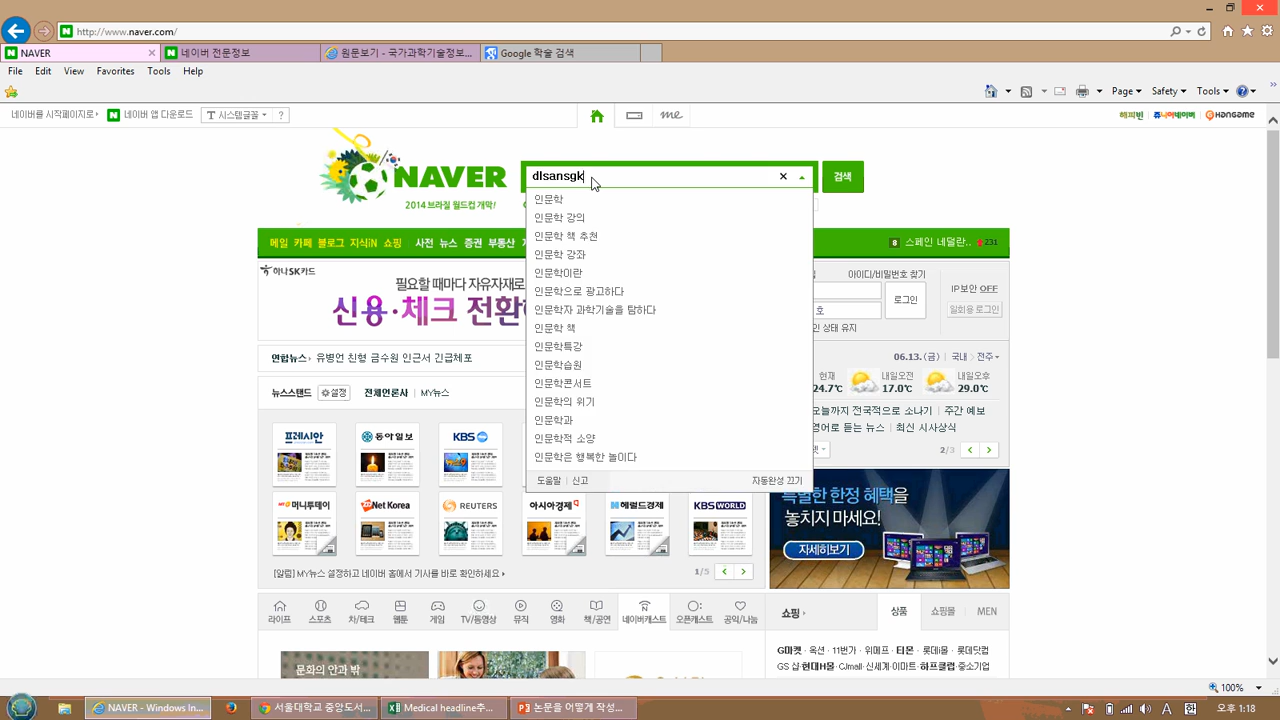 http://www.naver.com/
NAVER
네이버 전문정보
원문보기 - 국가과학기술정보...
Google 학술 검색
File Edit View Favorites Tools Help
Page Safety Tools
네이버를 시작페이지로
네이버 앱 다운로드
시스템글꼴
?
me
해피빈
쥬니어네이버
HANGAME
NAVER
2014 브라질 월드컵 개막!
dlsansgk
검색
인문학
인문학 강의
인문학 책 추천
인문학 강좌
인문학이란
인문학으로 광고하다
인문학자 과학기술을 탐하다
인문학 책
인문학특강
인문학습원
인문학콘서트
인문학의 위기
인문학과
인문학적 소양
인문학은 행복한 놀이다
도움말 신고
자동완성 끄기
메일 카페 블로그 지식iN 쇼핑 사전 뉴스 증권 부동산
8 스페인 네덜란.. 231
하나SK카드
필요할 때마다 자유자재로
신용·체크 전환
아이디/비밀번호 찾기
IP보안 OFF
로그인
일회용 로그인
인 상태 유지
연합뉴스 유병언 친형 금수원 인근서 긴급체포
06.13.(금) 국내 전주
현재 24.7℃
내일오전 17.0℃
내일오후 29.0℃
뉴스스탠드 설정 전체언론사 MY뉴스
오늘까지 전국적으로 소나기 주간 예보
영어로 듣는 뉴스 최신 시사상식
2/3
프레시안
동아일보
KBS
머니투데이
ZDNet Korea
REUTERS
아시아경제
헤럴드경제
KBS WORLD
특별한 한정 혜택을
놓치지 마세요!
자세히보기
[알림] MY뉴스 설정하고 네이버 홈에서 기사를 바로 확인하세요
1/5
라이프 스포츠 차/테크 웹툰 게임 TV/동영상 뮤직 영화 책/공연 네이버캐스트 오픈캐스트 공익/나눔
쇼핑 상품 쇼핑몰 MEN
G마켓 · 옥션 · 11번가 · 위메프 · 티몬 · 롯데i몰 · 롯데닷컴
GS 샵 · 현대H몰 · CJmall · 신세계 · 이마트 · 하프클럽 · 중소기업
문화의 안과 밖
100%
NAVER - Windows In...
서울대학교 중앙도서...
Medical headline추...
논문을 어떻게 작성...
A
오후 1:18